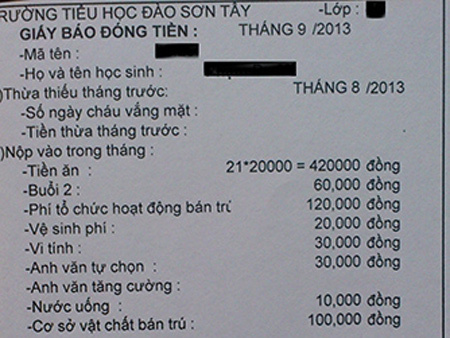 RƯỜNG TIỂU HỌC ĐÀO SƠN TÂY -Lớp :
GIẤY BÁO ĐÓNG TIỀN : THÁNG 9 /2013
-Mã tên :
-Họ và tên học sinh :
)Thừa thiếu tháng trước: THÁNG 8 /2013
-Số ngày cháu vắng mặt :
-Tiền thừa tháng trước :
)Nộp vào trong tháng :
-Tiền ăn : 21*20000 = 420000 đồng
-Buổi 2 : 60,000 đồng
-Phí tổ chức hoạt động bán trú 120,000 đồng
-Vệ sinh phí : 20,000 đồng
-Vi tính : 30,000 đồng
-Anh văn tự chọn : 30,000 đồng
-Anh văn tăng cường :
-Nước uống : 10,000 đồng
-Cơ sở vật chất bán trú : 100,000 đồng